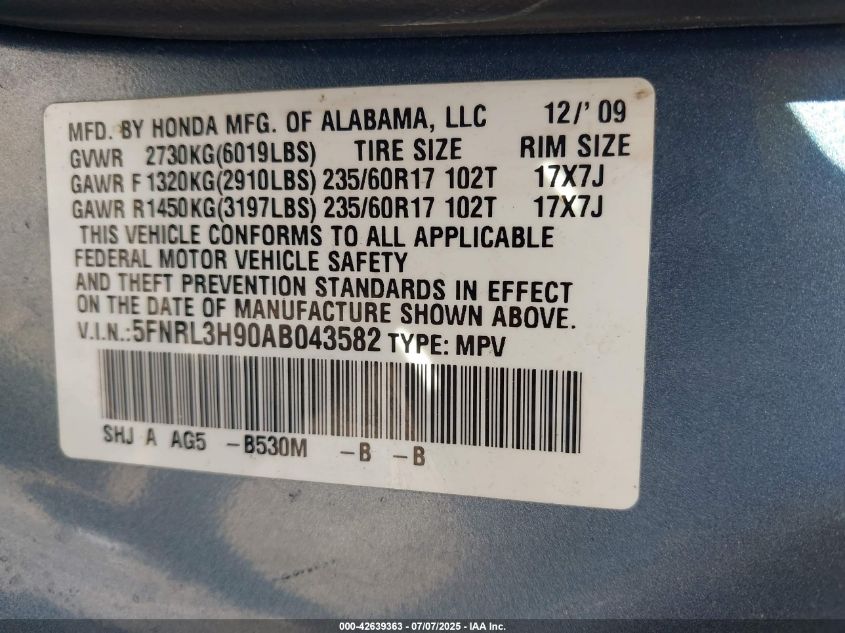 MFD. BY HONDA MFG. OF ALABAMA, LLC 12/'09
GVWR 2730KG(6019LBS) TIRE SIZE RIM SIZE
GAWR F1320KG(2910LBS) 235/60R17 102T 17X7J
GAWR R1450KG(3197LBS) 235/60R17 102T 17X7J
THIS VEHICLE CONFORMS TO ALL APPLICABLE
FEDERAL MOTOR VEHICLE SAFETY
AND THEFT PREVENTION STANDARDS IN EFFECT
ON THE DATE OF MANUFACTURE SHOWN ABOVE.
V.I.N.:5FNRL3H90AB043582 TYPE: MPV
SHJ A AG5 -B530M -B -B
000-42639363 - 07/07/2025 - IAA Inc.